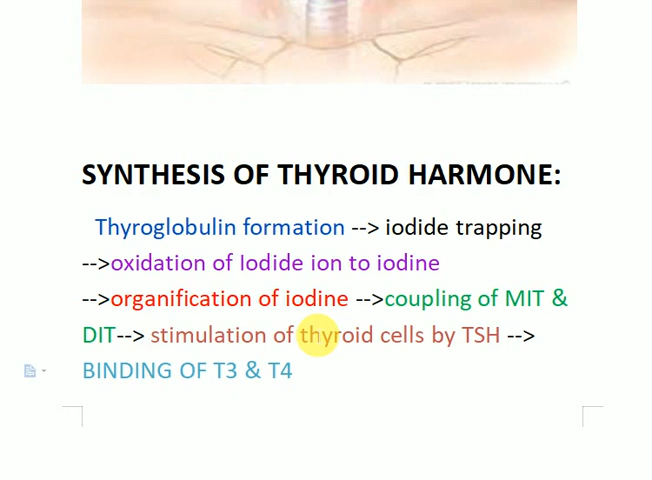 SYNTHESIS OF THYROID HARMONE:
Thyroglobulin formation --> iodide trapping
-->oxidation of Iodide ion to iodine
-->organification of iodine -->coupling of MIT &
DIT--> stimulation of thyroid cells by TSH -->
BINDING OF T3 & T4